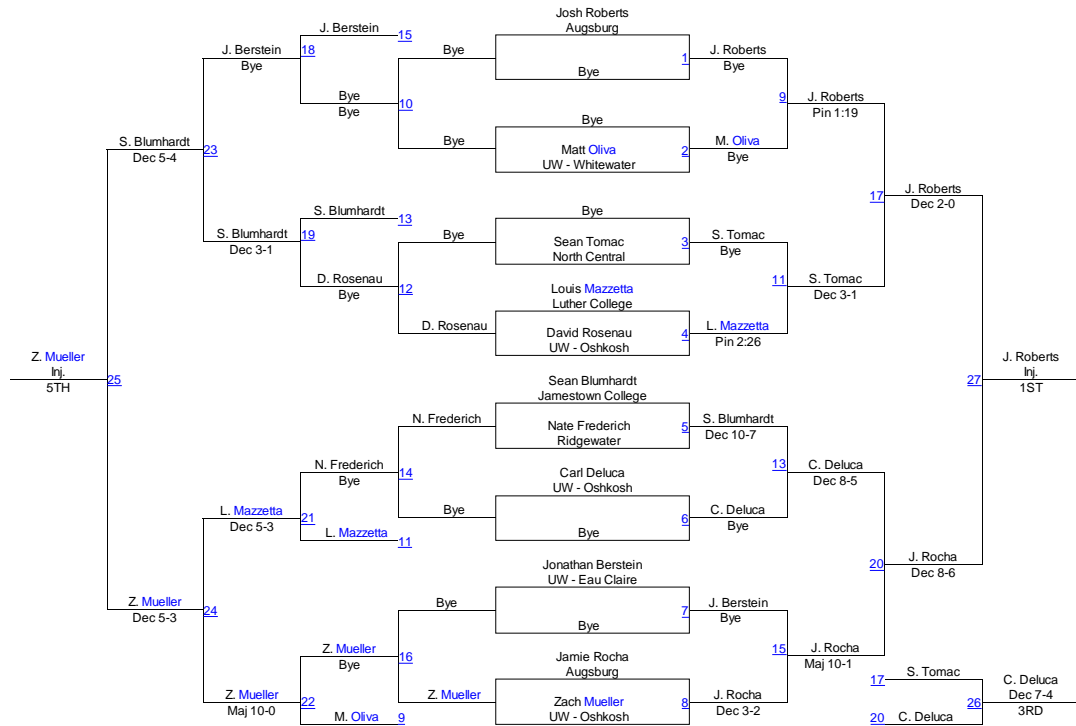 Josh Roberts
Augsburg
J. Berstein
15
Bye
J. Roberts
J. Berstein
18
1
Bye
Bye
Bye
9
J. Roberts
Bye
10
Pin 1:19
Bye
Bye
Bye
M. Oliva
S. Blumhardt
23
Matt Oliva
2
Bye
Dec 5-4
UW - Whitewater
17
J. Roberts
Dec 2-0
S. Blumhardt
13
Bye
S. Blumhardt
19
Bye
S. Tomac
Dec 3-1
Sean Tomac
3
Bye
North Central
D. Rosenau
12
11
S. Tomac
Bye
Louis Mazzetta
Dec 3-1
Luther College
D. Rosenau
L. Mazzetta
David Rosenau
4
Pin 2:26
UW - Oshkosh
Z. Mueller
J. Roberts
Inj.
25
27
Inj.
5TH
1ST
Sean Blumhardt
Jamestown College
N. Frederich
S. Blumhardt
Nate Frederich
5
Dec 10-7
Ridgewater
N. Frederich
14
Carl Deluca
13
C. Deluca
Bye
UW - Oshkosh
Dec 8-5
L. Mazzetta
21
Bye
6
C. Deluca
Dec 5-3
Bye
Bye
L. Mazzetta
11
20
J. Rocha
Dec 8-6
Jonathan Berstein
UW - Eau Claire
Z. Mueller
24
Bye
7
J. Berstein
Dec 5-3
Bye
Bye
Z. Mueller
16
Jamie Rocha
15
J. Rocha
Bye
Augsburg
Maj 10-1
Z. Mueller
22
Z. Mueller
Zach Mueller
8
J. Rocha
17
S. Tomac
C. Deluca
Maj 10-0
UW - Oshkosh
Dec 3-2
26
Dec 7-4
M. Oliva
9
20
C. Deluca
3RD